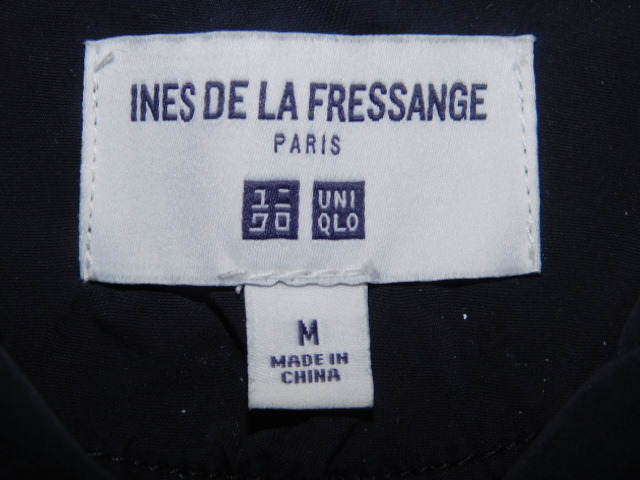 INES DE LA FRESSANGE
PARIS
ユニ
クロ
UNI
QLO
M
MADE IN
CHINA